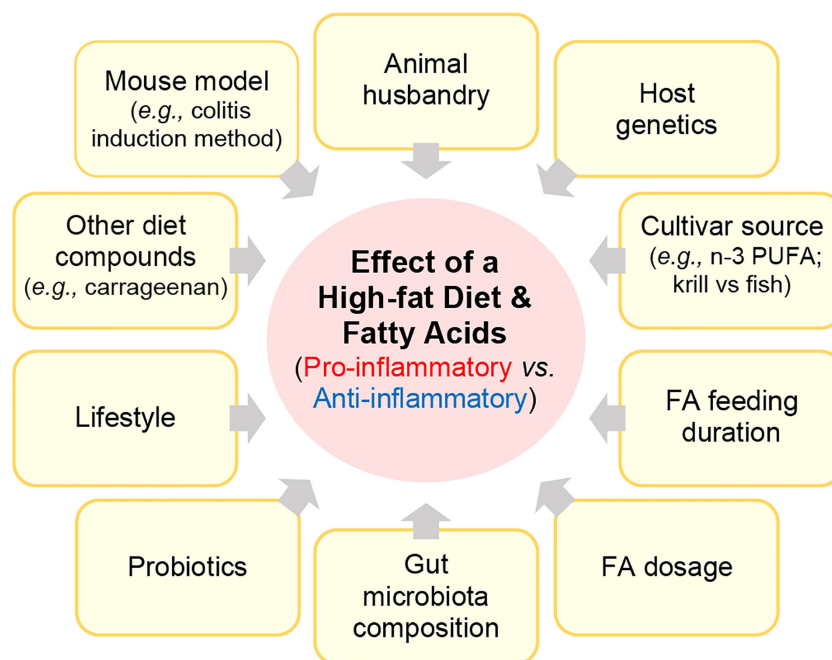 Mouse model
(e.g., colitis
induction method)
Animal
husbandry
Host
genetics
Other diet
compounds
(e.g., carrageenan)
Effect of a
High-fat Diet &
Fatty Acids
(Pro-inflammatory vs.
Anti-inflammatory)
Cultivar source
(e.g., n-3 PUFA;
krill vs fish)
Lifestyle
FA feeding
duration
Probiotics
Gut
microbiota
composition
FA dosage